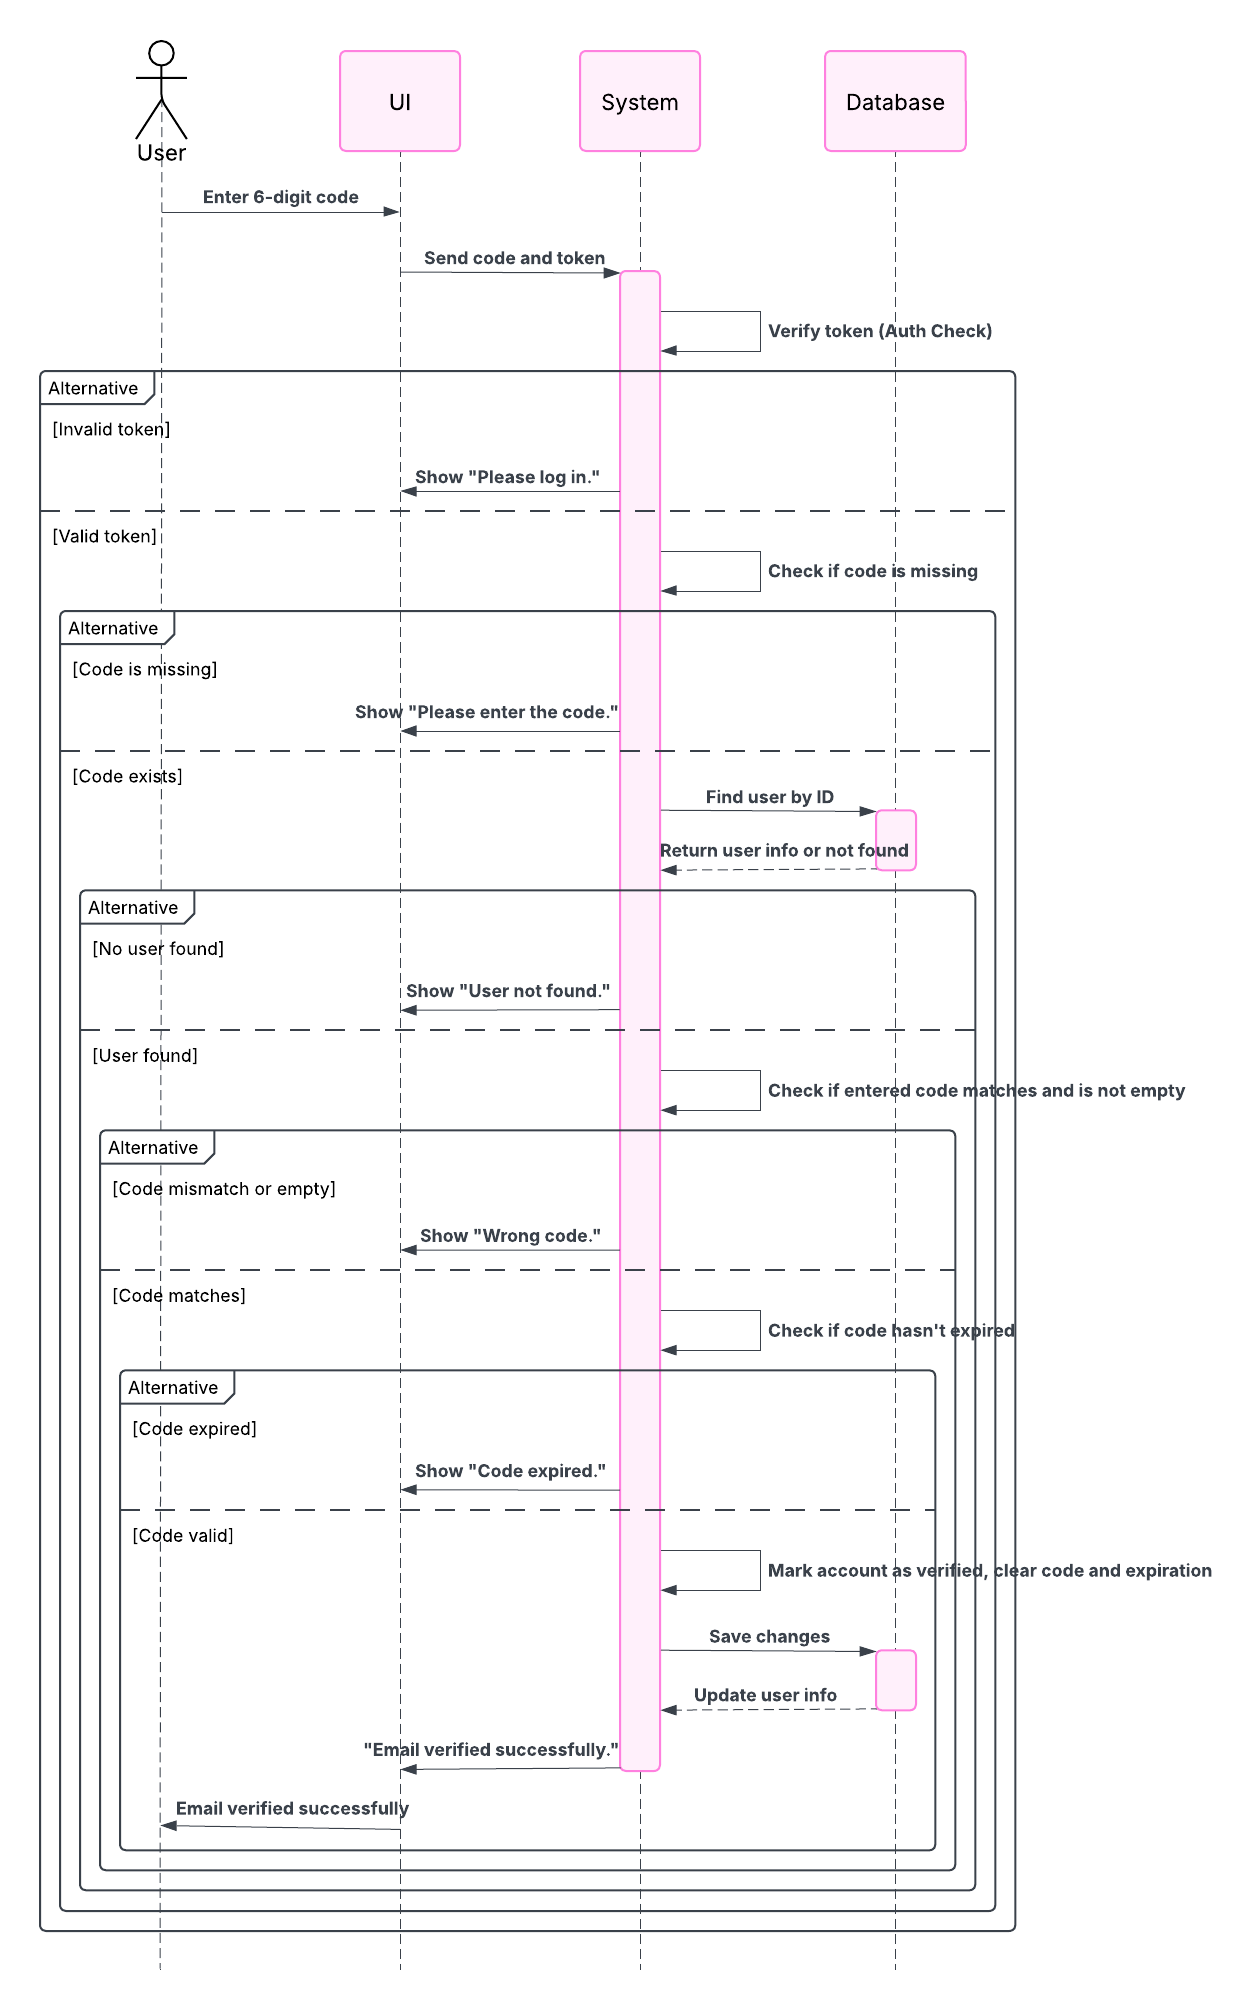 User
UI
System
Database
Enter 6-digit code
Send code and token
Verify token (Auth Check)
Alternative
[Invalid token]
Show "Please log in."
[Valid token]
Check if code is missing
Alternative
[Code is missing]
Show "Please enter the code."
[Code exists]
Find user by ID
Return user info or not found
Alternative
[No user found]
Show "User not found."
[User found]
Check if entered code matches and is not empty
Alternative
[Code mismatch or empty]
Show "Wrong code."
[Code matches]
Check if code hasn't expired
Alternative
[Code expired]
Show "Code expired."
[Code valid]
Mark account as verified, clear code and expiration
Save changes
Update user info
"Email verified successfully."
Email verified successfully